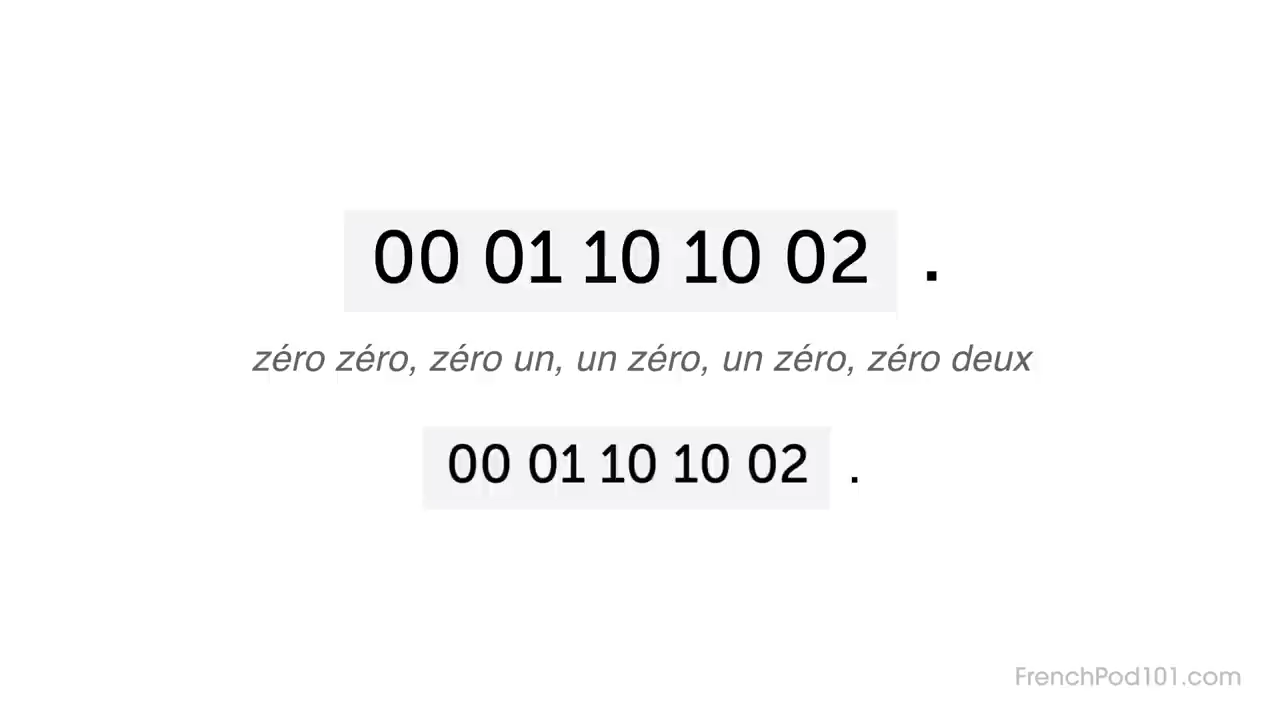 00 01 10 10 02 .
zéro zéro, zéro un, un zéro, un zéro, zéro deux
00 01 10 10 02 .
FrenchPod101.com